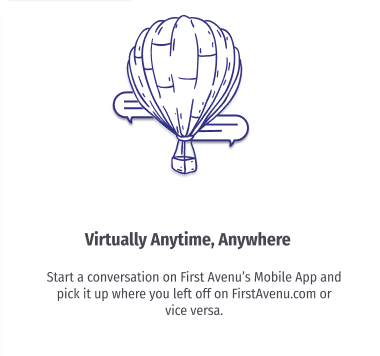 Virtually Anytime, Anywhere
Start a conversation on First Avenu's Mobile App and
pick it up where you left off on FirstAvenu.com or
vice versa.